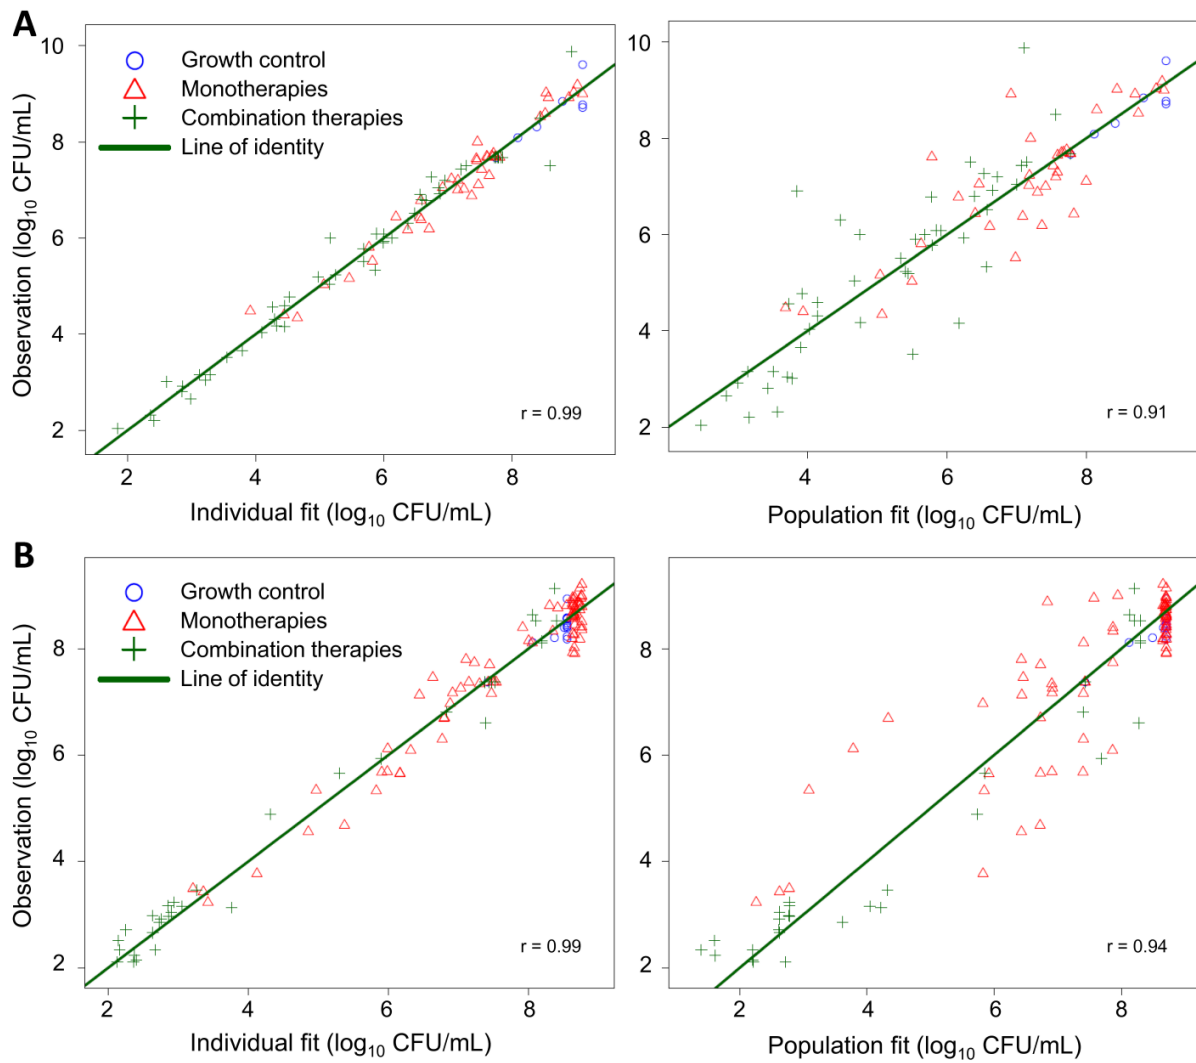 A
Observation (log₁₀ CFU/mL)
10
8
6
4
2
Growth control
Monotherapies
Combination therapies
Line of identity
r = 0.99
2 4 6 8
Individual fit (log₁₀ CFU/mL)
10
8
6
4
2
r = 0.91
4 6 8
Population fit (log₁₀ CFU/mL)
B
Observation (log₁₀ CFU/mL)
8
6
4
2
Growth control
Monotherapies
Combination therapies
Line of identity
r = 0.99
2 4 6 8
Individual fit (log₁₀ CFU/mL)
8
6
4
2
r = 0.94
2 4 6 8
Population fit (log₁₀ CFU/mL)